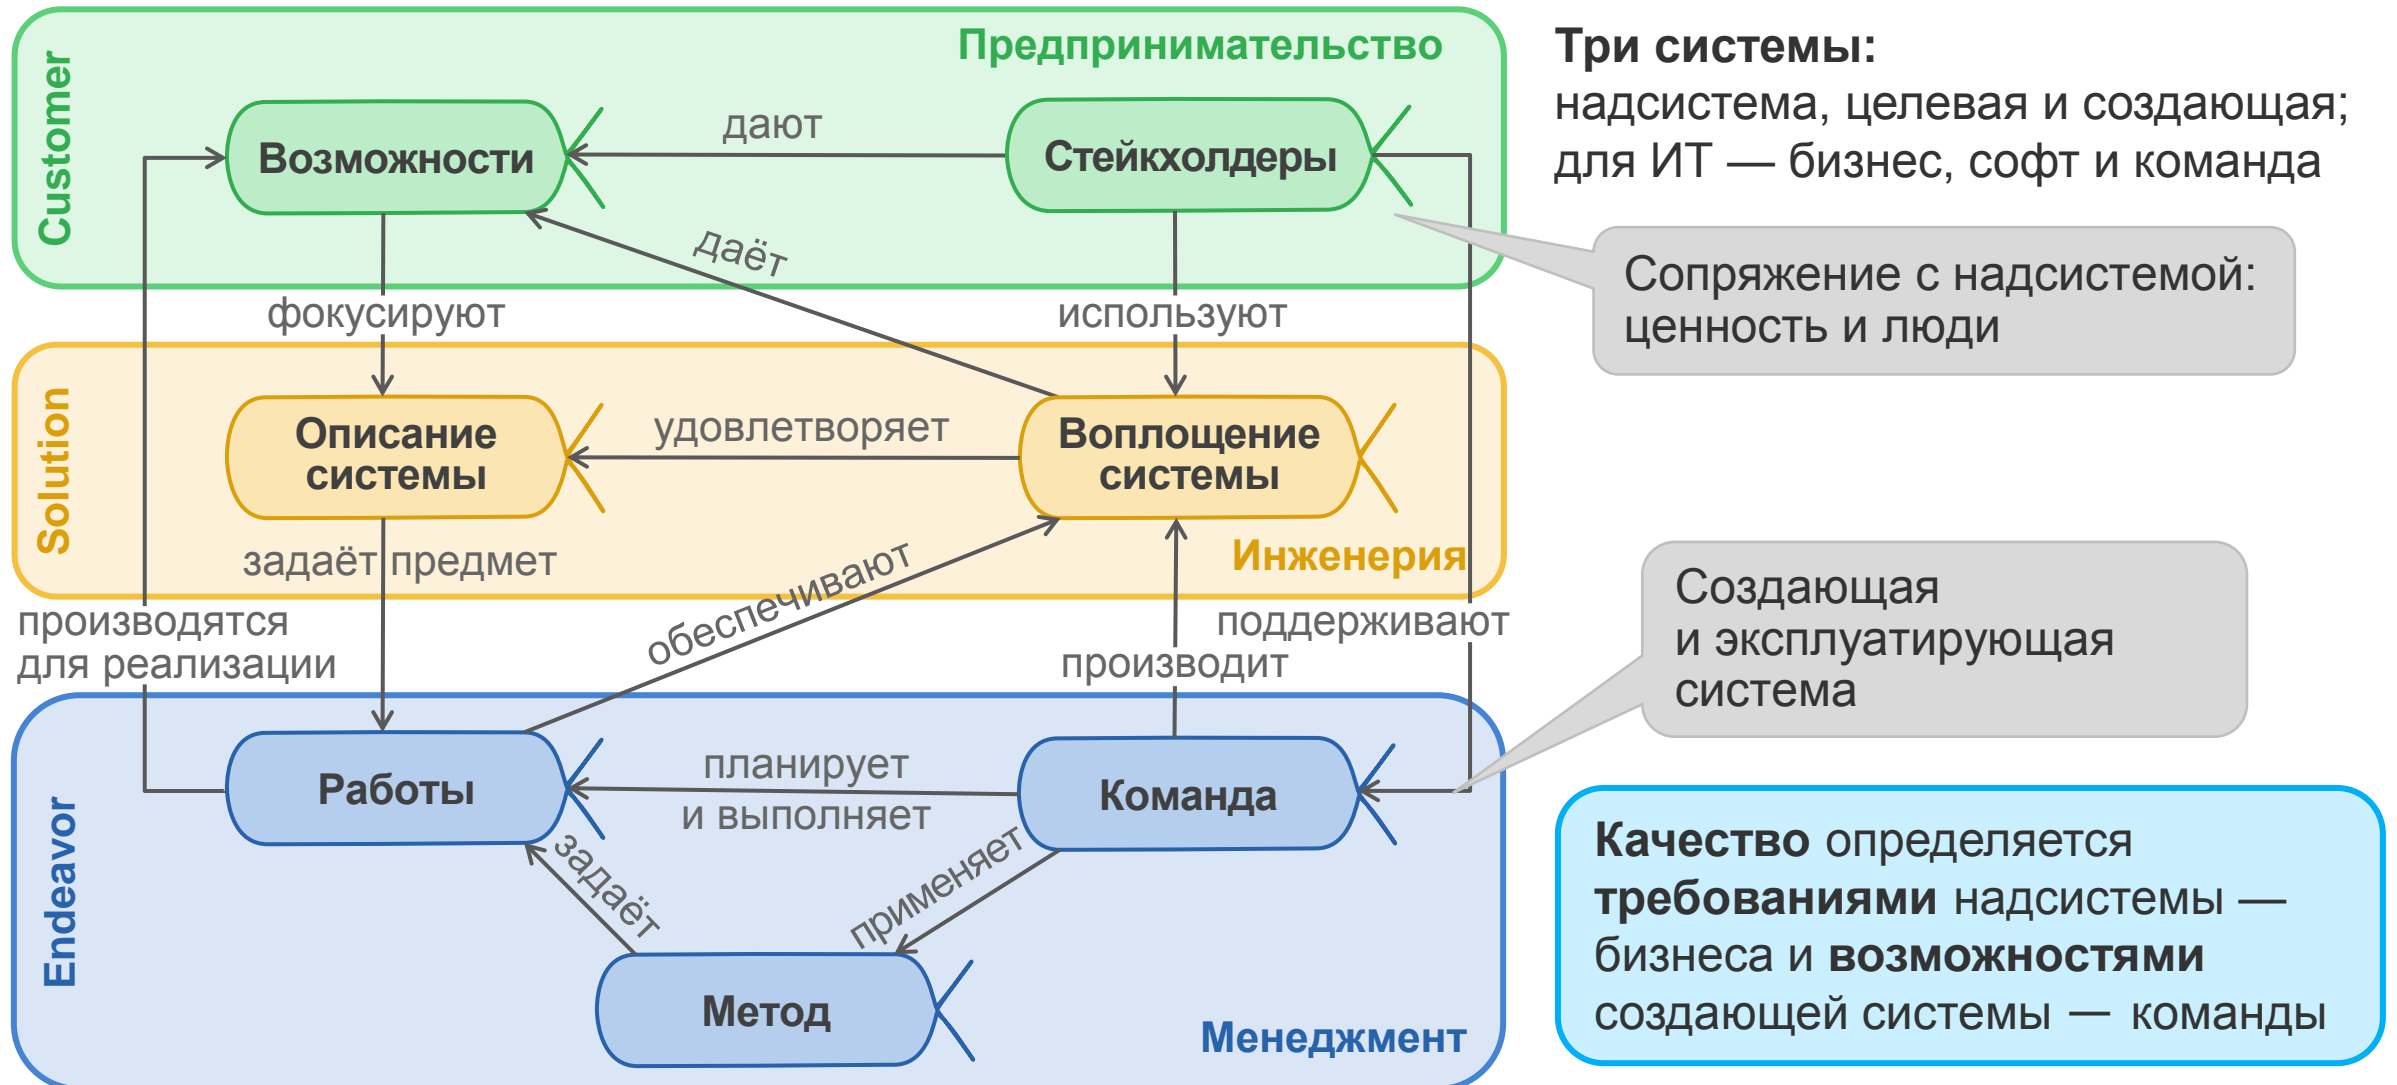 Customer
Предпринимательство
Возможности
дают
Стейкхолдеры
даёт
фокусируют
используют
Solution
Описание
системы
удовлетворяет
Воплощение
системы
Инженерия
задаёт предмет
обеспечивают
производятся
для реализации
поддерживают
производит
Endeavor
Работы
планирует
и выполняет
Команда
задаёт
применяет
Метод
Менеджмент
Три системы:
надсистема, целевая и создающая;
для ИТ — бизнес, софт и команда
Сопряжение с надсистемой:
ценность и люди
Создающая
и эксплуатирующая
система
Качество определяется
требованиями надсистемы —
бизнеса и возможностями
создающей системы — команды